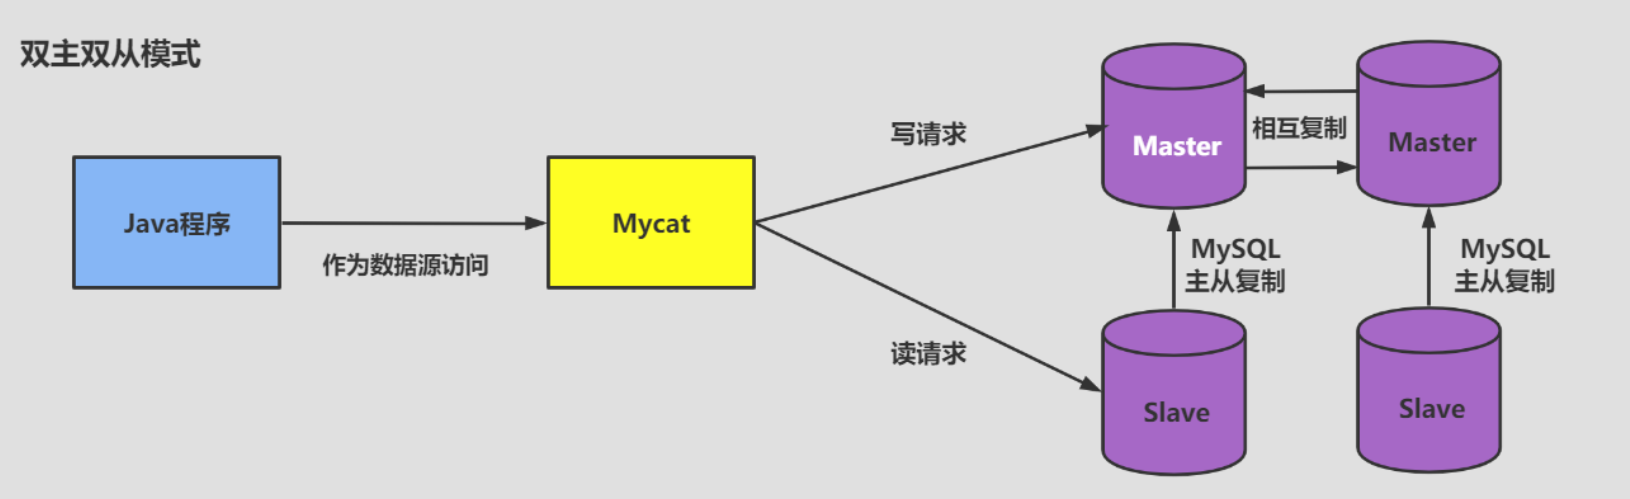 双主双从模式
Java程序
作为数据源访问
Mycat
写请求
读请求
Master
相互复制
Master
MySQL
主从复制
MySQL
主从复制
Slave
Slave